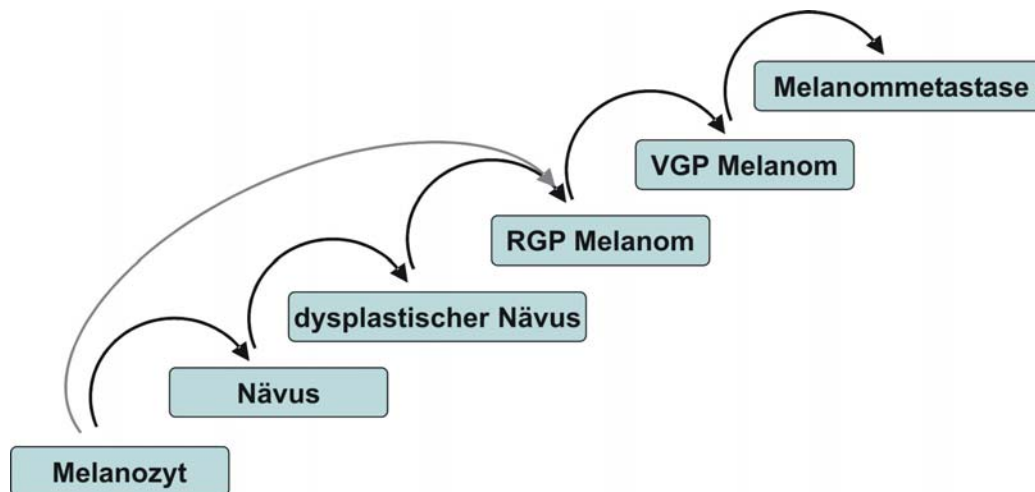 Melanommetastase
VGP Melanom
RGP Melanom
dysplastischer Nävus
Nävus
Melanozyt